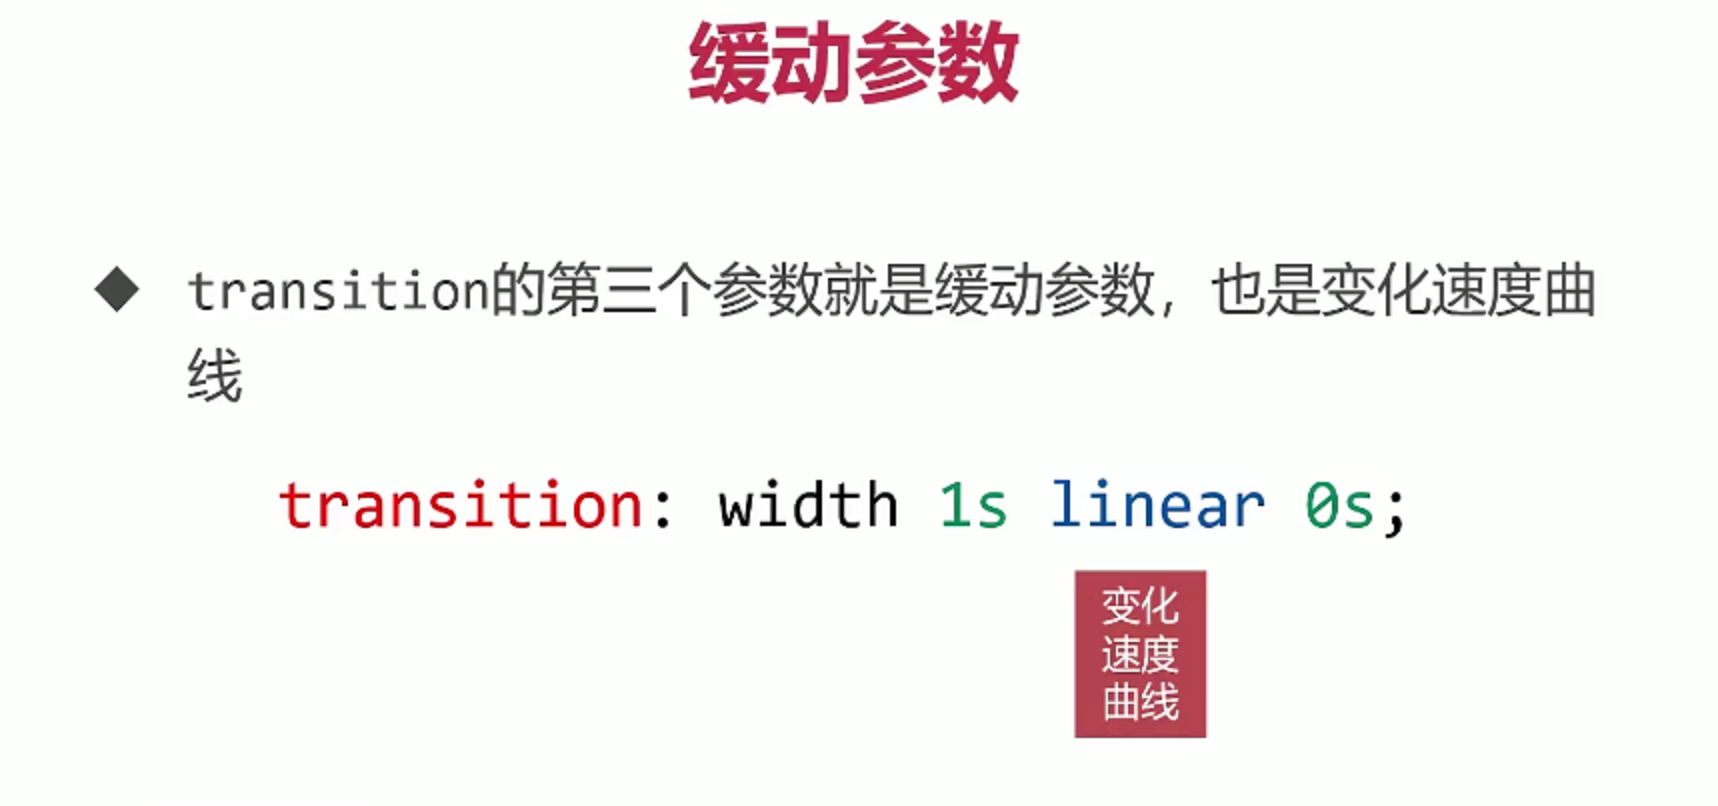 缓动参数
◆ transition的第三个参数就是缓动参数，也是变化速度曲
线
transition: width 1s linear 0s;
变化
速度
曲线